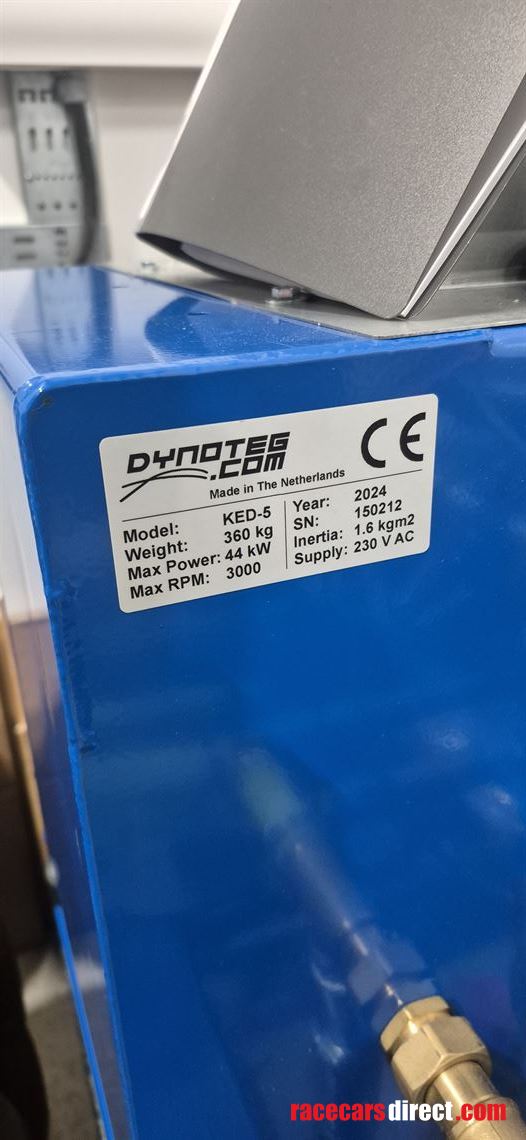 DYNOTEG
.COM
CE
Made in The Netherlands
Model: KED-5
Weight: 360 kg
Max Power: 44 kW
Max RPM: 3000
Year: 2024
SN: 150212
Inertia: 1.6 kgm2
Supply: 230 V AC
racecarsdirect.com